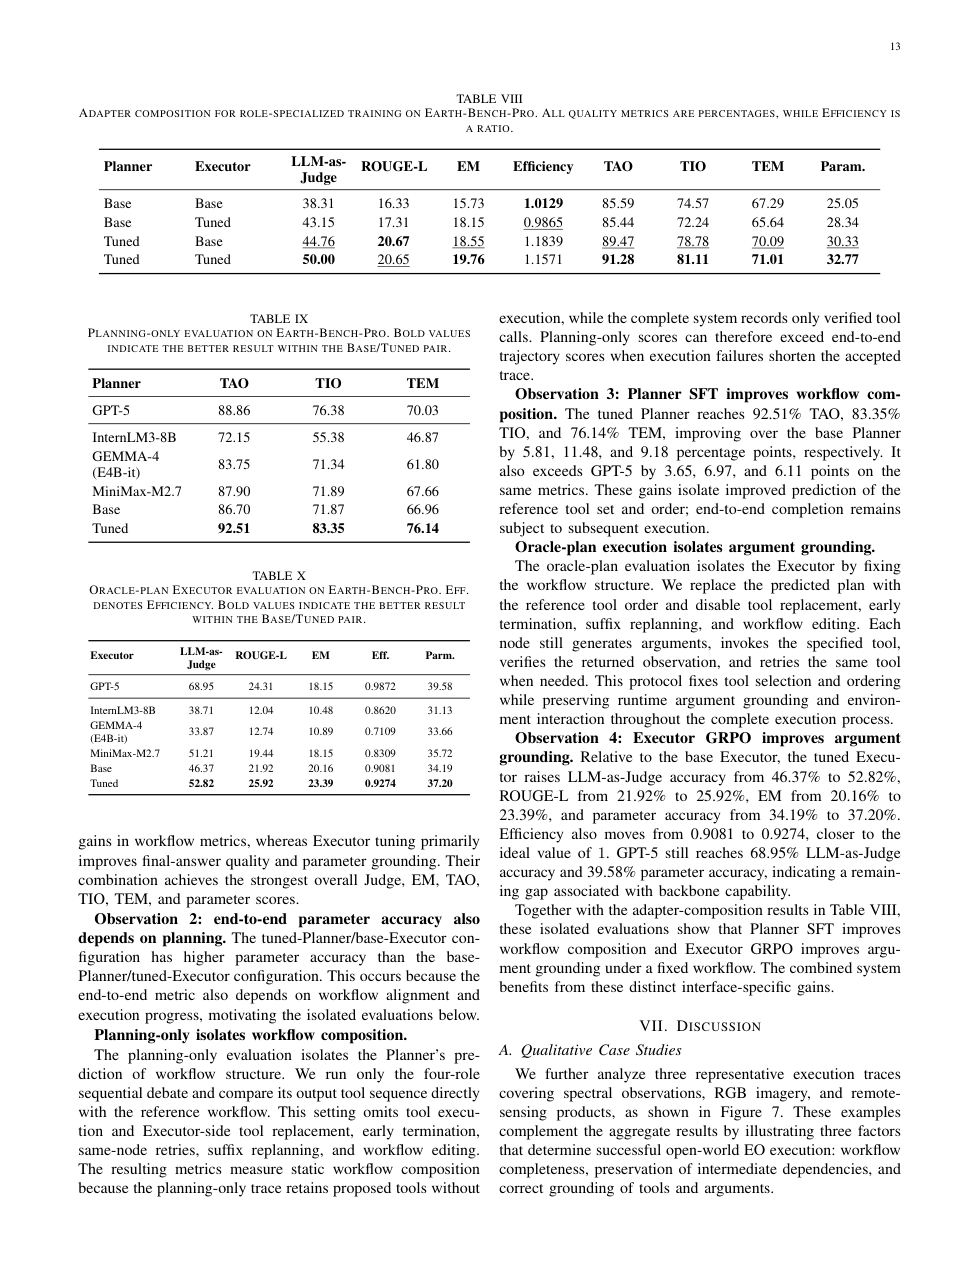 13
TABLE VIII
ADAPTER COMPOSITION FOR ROLE-SPECIALIZED TRAINING ON EARTH-BENCH-PRO. ALL QUALITY METRICS ARE PERCENTAGES, WHILE EFFICIENCY IS
A RATIO.
Planner Executor LLM-as-Judge ROUGE-L EM Efficiency TAO TIO TEM Param.
Base Base 38.31 16.33 15.73 1.0129 85.59 74.57 67.29 25.05
Base Tuned 43.15 17.31 18.15 0.9865 85.44 72.24 65.64 28.34
Tuned Base 44.76 20.67 18.55 1.1839 89.47 78.78 70.09 30.33
Tuned Tuned 50.00 20.65 19.76 1.1571 91.28 81.11 71.01 32.77
TABLE IX
PLANNING-ONLY EVALUATION ON EARTH-BENCH-PRO. BOLD VALUES
INDICATE THE BETTER RESULT WITHIN THE BASE/TUNED PAIR.
Planner TAO TIO TEM
GPT-5 88.86 76.38 70.03
InternLM3-8B 72.15 55.38 46.87
GEMMA-4
(E4B-it) 83.75 71.34 61.80
MiniMax-M2.7 87.90 71.89 67.66
Base 86.70 71.87 66.96
Tuned 92.51 83.35 76.14
TABLE X
ORACLE-PLAN EXECUTOR EVALUATION ON EARTH-BENCH-PRO. EFF.
DENOTES EFFICIENCY. BOLD VALUES INDICATE THE BETTER RESULT
WITHIN THE BASE/TUNED PAIR.
Executor LLM-as-Judge ROUGE-L EM Eff. Parm.
GPT-5 68.95 24.31 18.15 0.9872 39.58
InternLM3-8B 38.71 12.04 10.48 0.8620 31.13
GEMMA-4
(E4B-it) 33.87 12.74 10.89 0.7109 33.66
MiniMax-M2.7 51.21 19.44 18.15 0.8309 35.72
Base 46.37 21.92 20.16 0.9081 34.19
Tuned 52.82 25.92 23.39 0.9274 37.20
gains in workflow metrics, whereas Executor tuning primarily
improves final-answer quality and parameter grounding. Their
combination achieves the strongest overall Judge, EM, TAO,
TIO, TEM, and parameter scores.
Observation 2: end-to-end parameter accuracy also
depends on planning. The tuned-Planner/base-Executor con-
figuration has higher parameter accuracy than the base-
Planner/tuned-Executor configuration. This occurs because the
end-to-end metric also depends on workflow alignment and
execution progress, motivating the isolated evaluations below.
Planning-only isolates workflow composition.
The planning-only evaluation isolates the Planner's pre-
diction of workflow structure. We run only the four-role
sequential debate and compare its output tool sequence directly
with the reference workflow. This setting omits tool execu-
tion and Executor-side tool replacement, early termination,
same-node retries, suffix replanning, and workflow editing.
The resulting metrics measure static workflow composition
because the planning-only trace retains proposed tools without
execution, while the complete system records only verified tool
calls. Planning-only scores can therefore exceed end-to-end
trajectory scores when execution failures shorten the accepted
trace.
Observation 3: Planner SFT improves workflow com-
position. The tuned Planner reaches 92.51% TAO, 83.35%
TIO, and 76.14% TEM, improving over the base Planner
by 5.81, 11.48, and 9.18 percentage points, respectively. It
also exceeds GPT-5 by 3.65, 6.97, and 6.11 points on the
same metrics. These gains isolate improved prediction of the
reference tool set and order; end-to-end completion remains
subject to subsequent execution.
Oracle-plan execution isolates argument grounding.
The oracle-plan evaluation isolates the Executor by fixing
the workflow structure. We replace the predicted plan with
the reference tool order and disable tool replacement, early
termination, suffix replanning, and workflow editing. Each
node still generates arguments, invokes the specified tool,
verifies the returned observation, and retries the same tool
when needed. This protocol fixes tool selection and ordering
while preserving runtime argument grounding and environ-
ment interaction throughout the complete execution process.
Observation 4: Executor GRPO improves argument
grounding. Relative to the base Executor, the tuned Execu-
tor raises LLM-as-Judge accuracy from 46.37% to 52.82%,
ROUGE-L from 21.92% to 25.92%, EM from 20.16% to
23.39%, and parameter accuracy from 34.19% to 37.20%.
Efficiency also moves from 0.9081 to 0.9274, closer to the
ideal value of 1. GPT-5 still reaches 68.95% LLM-as-Judge
accuracy and 39.58% parameter accuracy, indicating a remain-
ing gap associated with backbone capability.
Together with the adapter-composition results in Table VIII,
these isolated evaluations show that Planner SFT improves
workflow composition and Executor GRPO improves argu-
ment grounding under a fixed workflow. The combined system
benefits from these distinct interface-specific gains.
VII. DISCUSSION
A. Qualitative Case Studies
We further analyze three representative execution traces
covering spectral observations, RGB imagery, and remote-
sensing products, as shown in Figure 7. These examples
complement the aggregate results by illustrating three factors
that determine successful open-world EO execution: workflow
completeness, preservation of intermediate dependencies, and
correct grounding of tools and arguments.